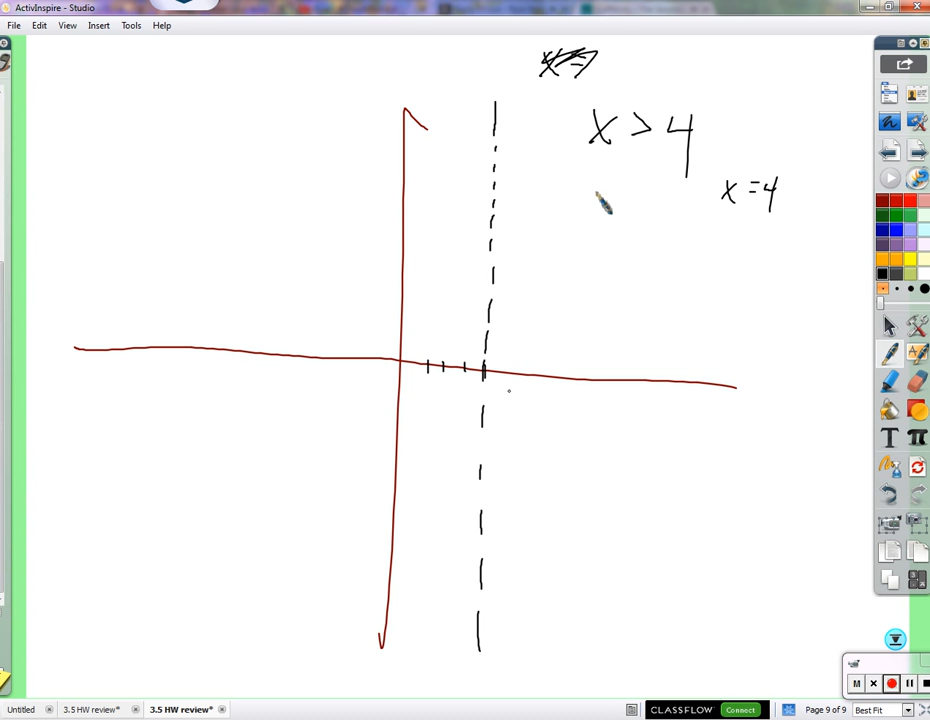 ActivInspire - Studio
File Edit View Insert Tools Help
x > 4
x = 4
Untitled
3.5 HW review*
3.5 HW review*
CLASSFLOW Connect
Page 9 of 9
Best Fit
M